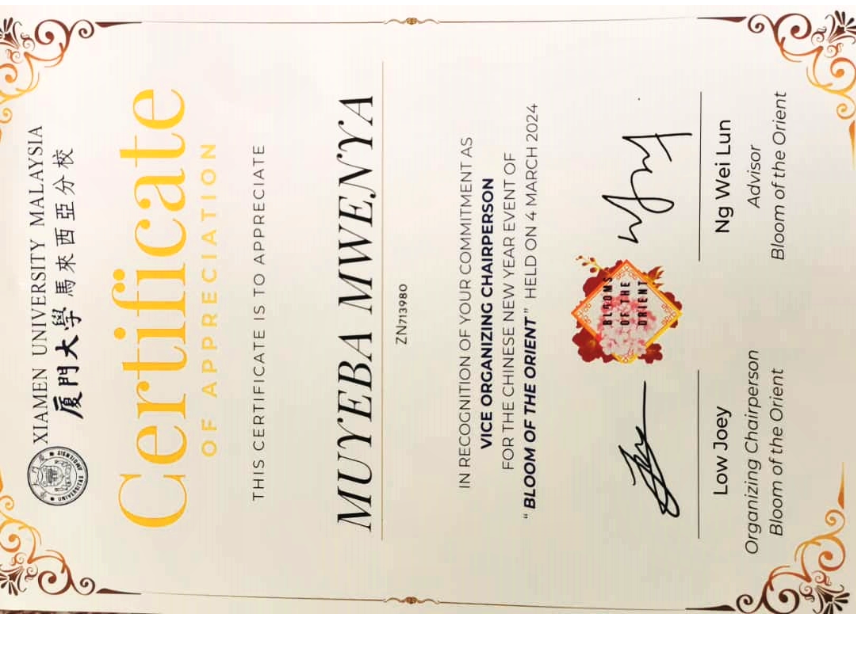 XIAMEN UNIVERSITY MALAYSIA
廈門大學 馬來西亞分校
Certificate
OF APPRECIATION
THIS CERTIFICATE IS TO APPRECIATE
MUYEBA MWENYA
ZN713980
IN RECOGNITION OF YOUR COMMITMENT AS
VICE ORGANIZING CHAIRPERSON
FOR THE CHINESE NEW YEAR EVENT OF
“ BLOOM OF THE ORIENT” HELD ON 4 MARCH 2024
BLOOMS
OF THE
ORIENT
Low Joey
Organizing Chairperson
Bloom of the Orient
Ng Wei Lun
Advisor
Bloom of the Orient